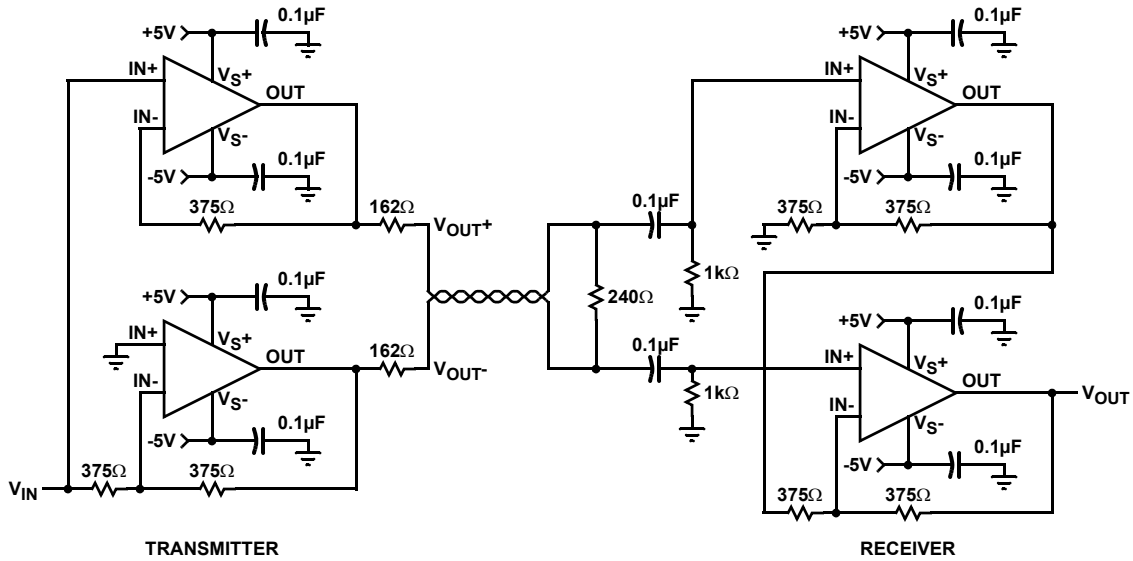 0.1µF
+5V
IN+
VS+
OUT
IN-
VS-
0.1µF
-5V
375Ω
162Ω
VOUT+
0.1µF
+5V
IN+
VS+
OUT
162Ω
VOUT-
IN-
VS-
0.1µF
-5V
375Ω
375Ω
VIN
TRANSMITTER
0.1µF
1kΩ
240Ω
0.1µF
1kΩ
0.1µF
+5V
IN+
VS+
OUT
IN-
VS-
0.1µF
-5V
375Ω
375Ω
0.1µF
+5V
IN+
VS+
OUT
VOUT
IN-
VS-
0.1µF
-5V
375Ω
375Ω
RECEIVER